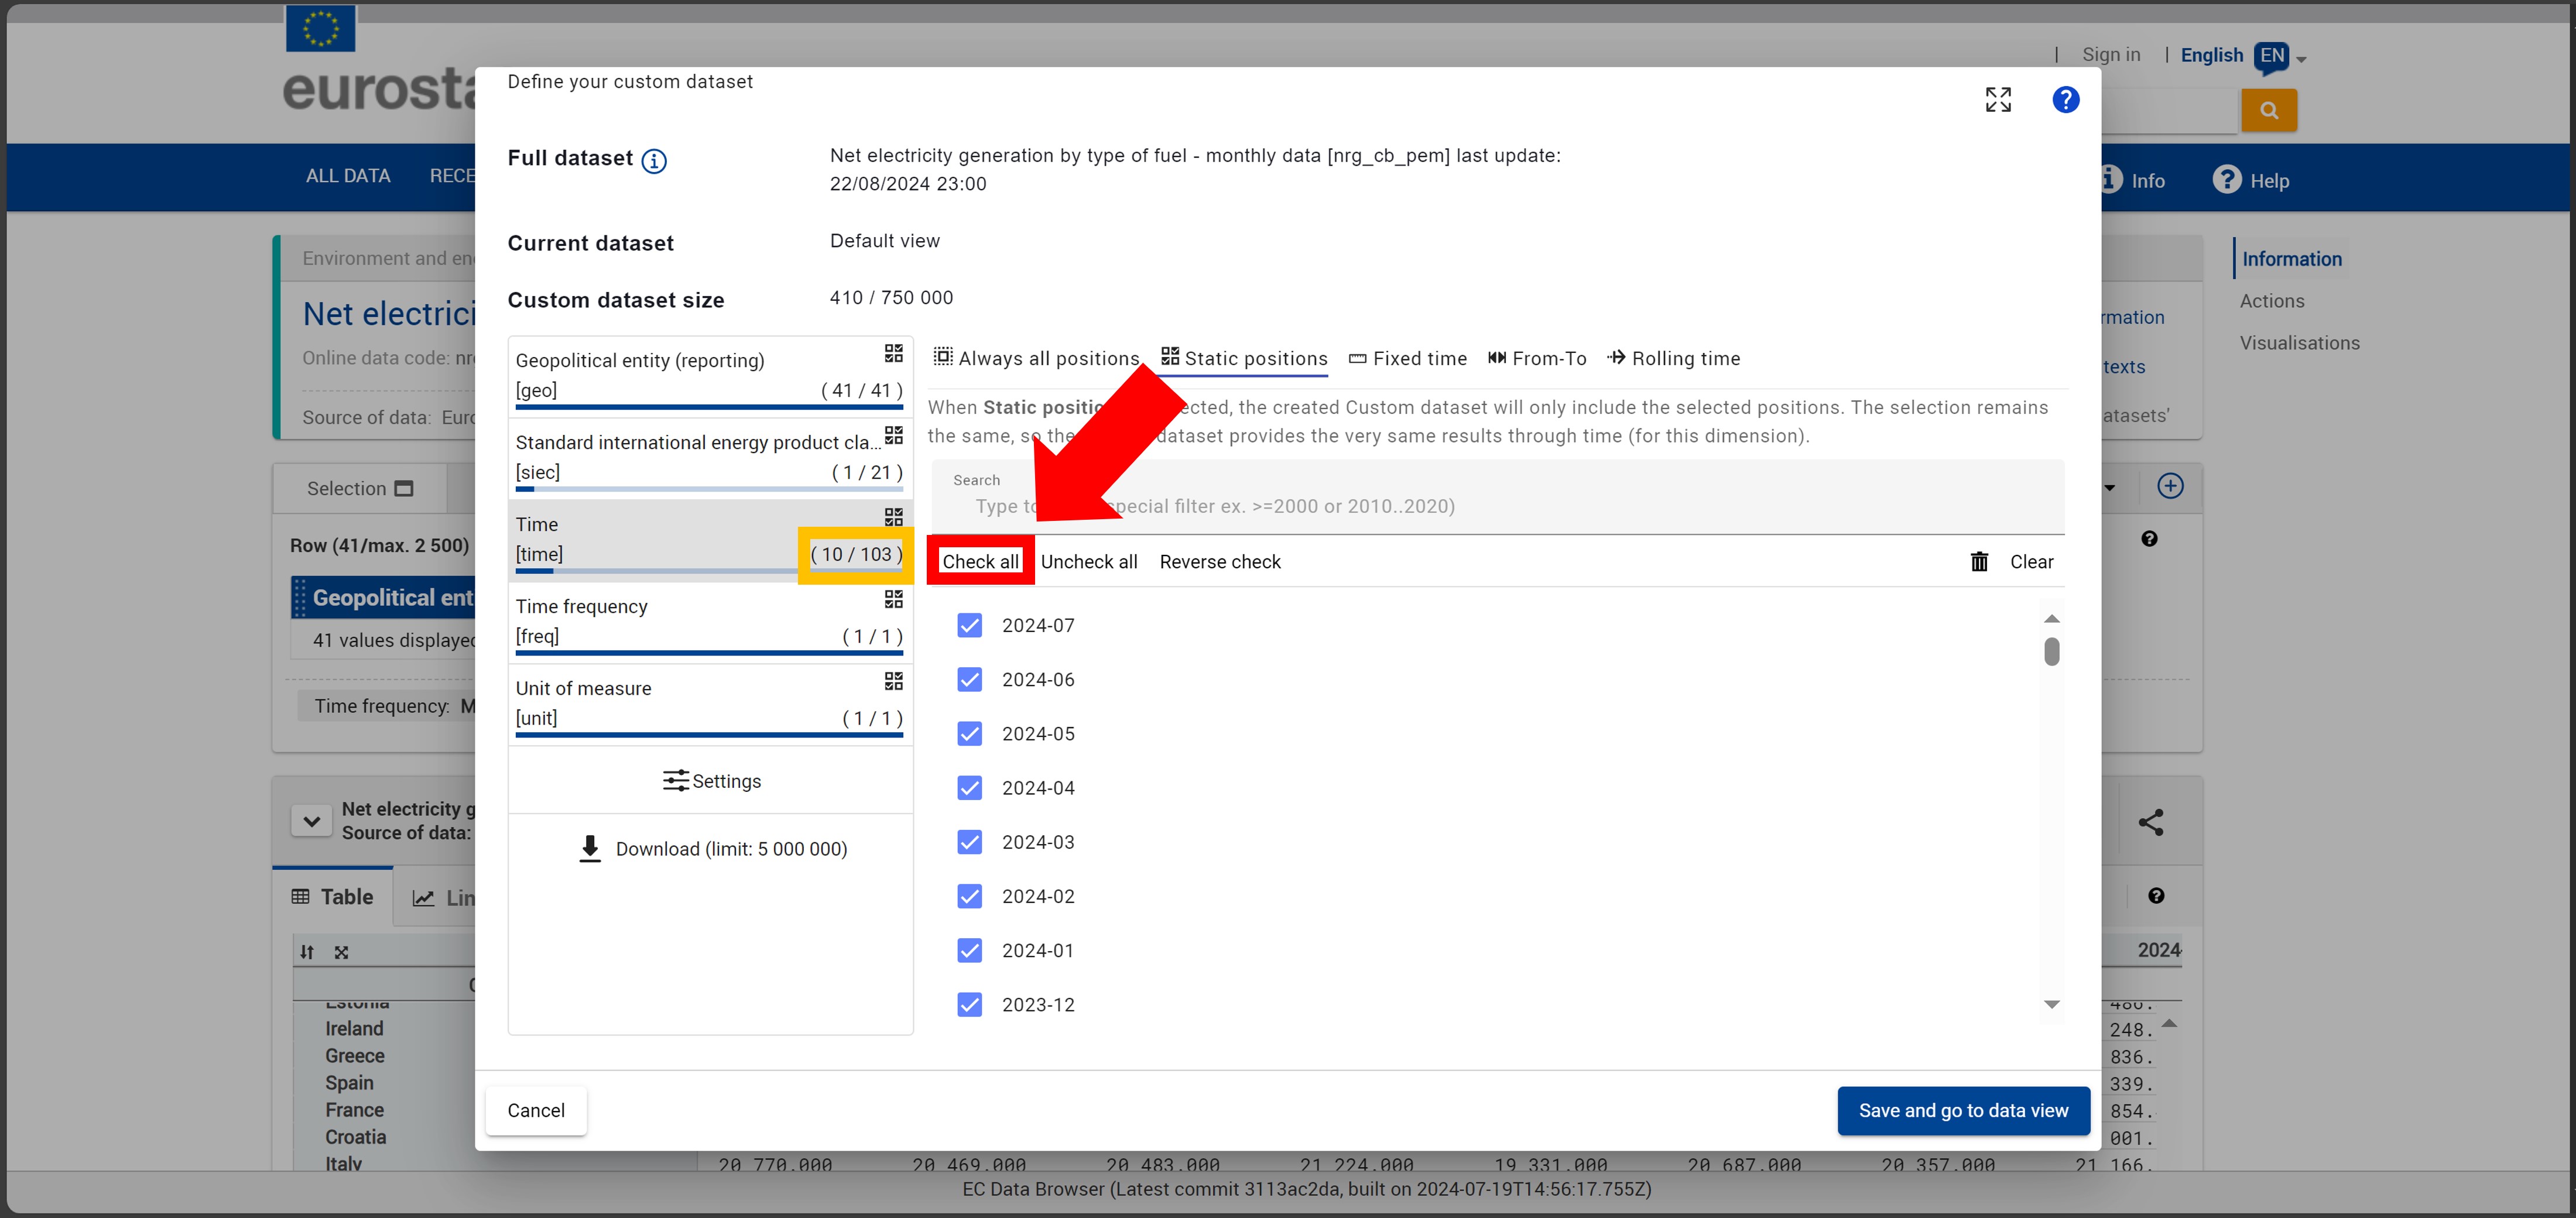 eurosta
Sign in
English EN
ALL DATA RECE
Info
Help
Define your custom dataset
Full dataset
Net electricity generation by type of fuel - monthly data [nrg_cb_pem] last update:
22/08/2024 23:00
Current dataset
Default view
Custom dataset size
410 / 750 000
Geopolitical entity (reporting)
[geo] ( 41 / 41 )
Standard international energy product cla...
[siec] ( 1 / 21 )
Time
[time] ( 10 / 103 )
Time frequency
[freq] ( 1 / 1 )
Unit of measure
[unit] ( 1 / 1 )
Settings
Download (limit: 5 000 000)
Always all positions Static positions Fixed time From-To Rolling time
When Static positio ected, the created Custom dataset will only include the selected positions. The selection remains
the same, so the dataset provides the very same results through time (for this dimension).
Search
Type to special filter ex. >=2000 or 2010..2020)
Check all Uncheck all Reverse check Clear
2024-07
2024-06
2024-05
2024-04
2024-03
2024-02
2024-01
2023-12
Cancel
Save and go to data view
Environment and en
Net electrici
Online data code: nr
Source of data: Euro
Selection
Row (41/max. 2 500)
Geopolitical ent
41 values displayed
Time frequency: M
Net electricity g
Source of data:
Table Lin
Estonia
Ireland
Greece
Spain
France
Croatia
Italy
20 770.000 20 469.000 20 483.000 21 224.000 19 331.000 20 687.000 20 357.000 21 166.
Information
Actions
Visualisations
rmation
texts
atasets'
2024-
486.
248.
836.
339.
854.
001.
EC Data Browser (Latest commit 3113ac2da, built on 2024-07-19T14:56:17.755Z)